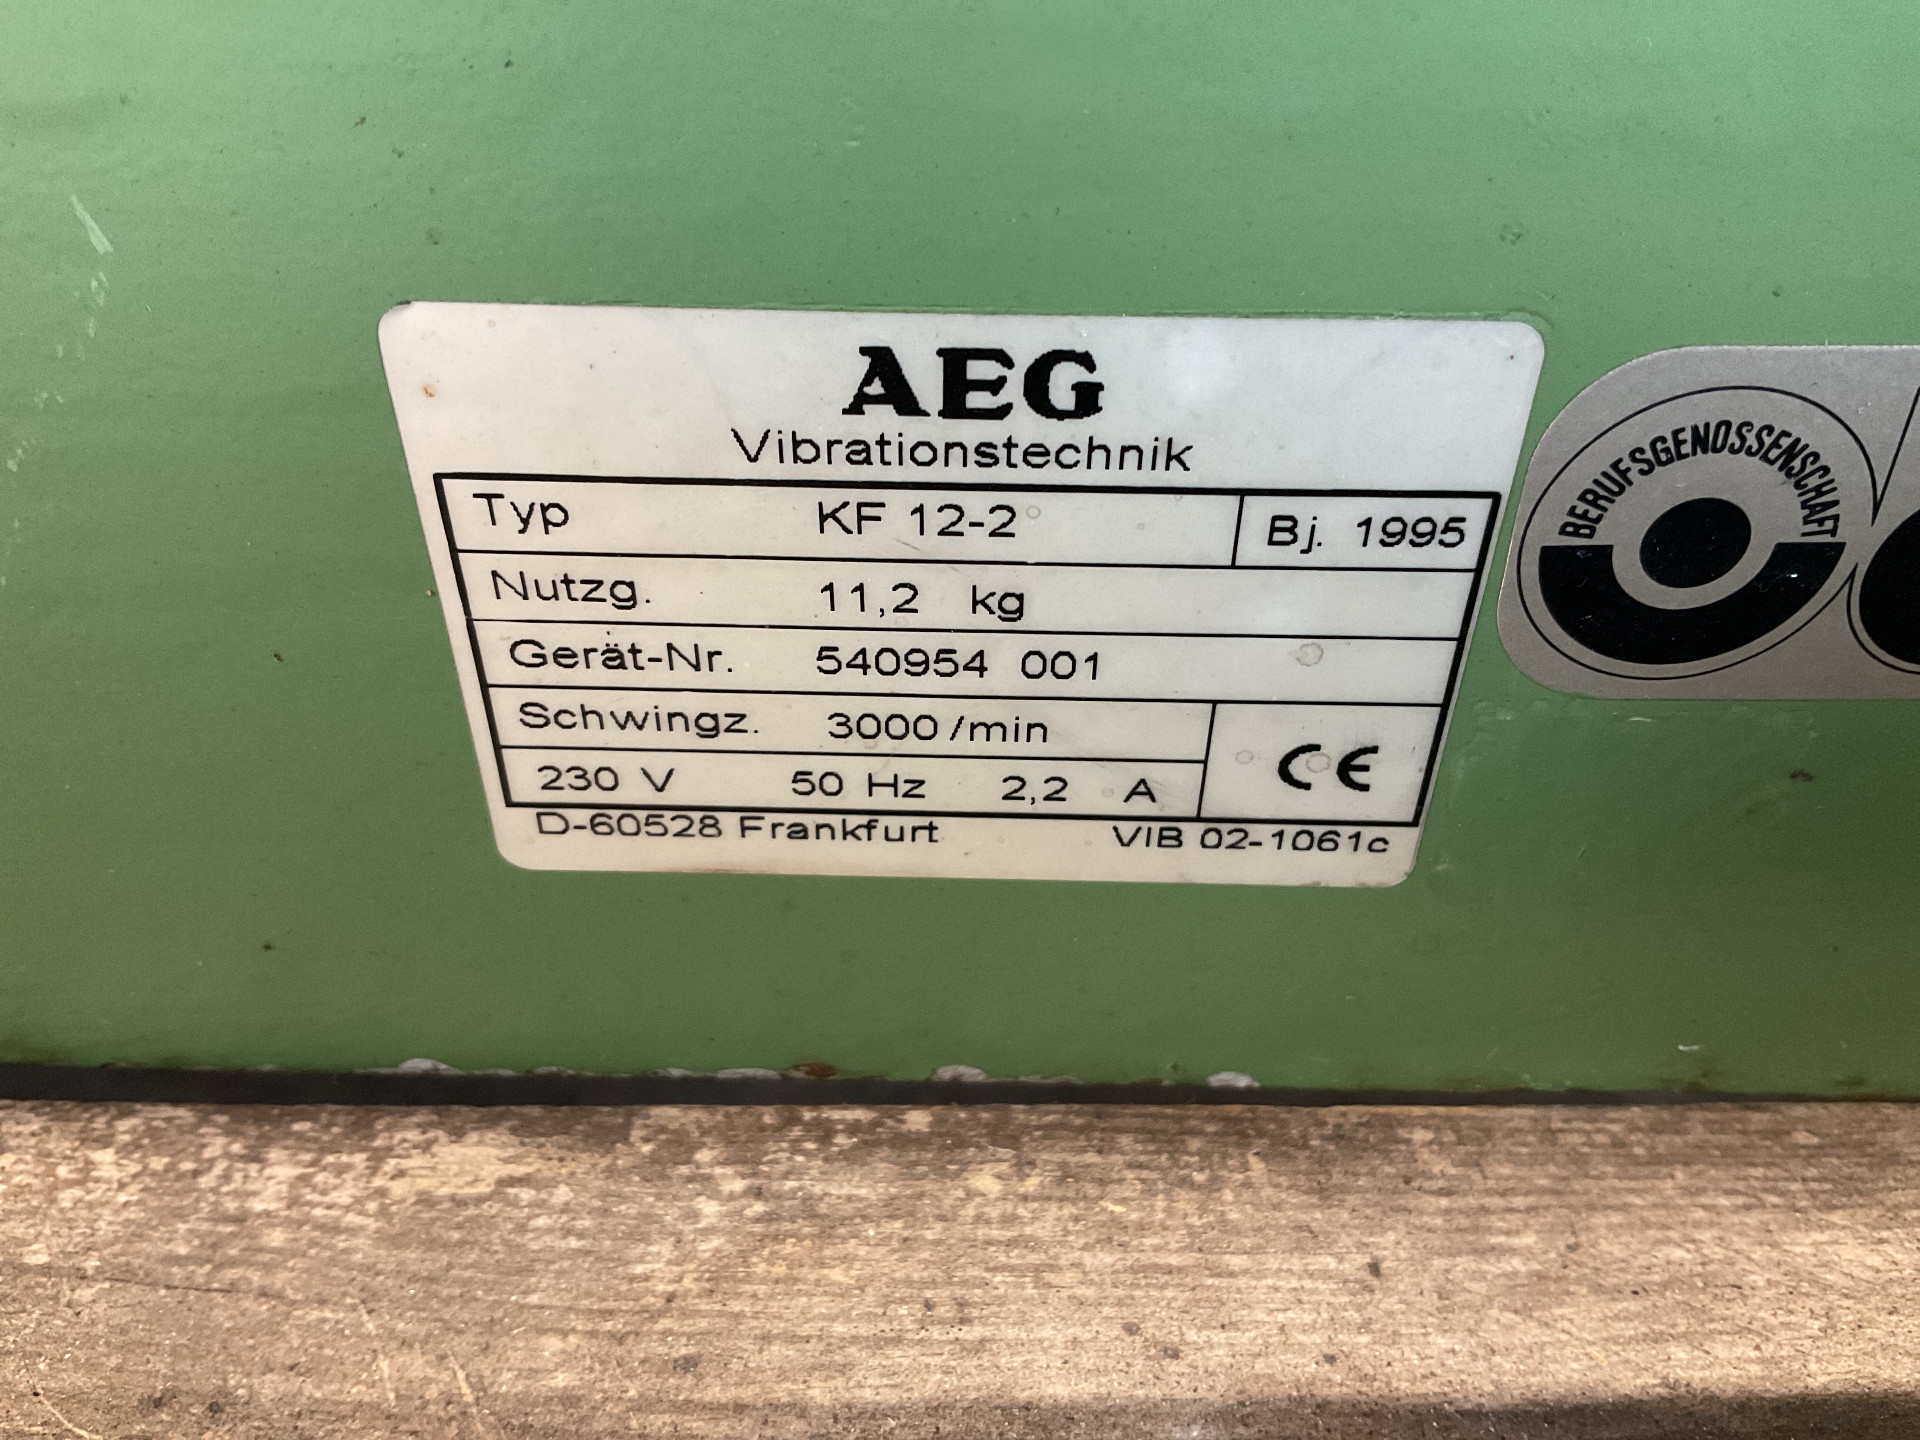 AEG
Vibrationstechnik
Typ KF 12-2 Bj. 1995
Nutzg. 11,2 kg
Gerät-Nr. 540954 001
Schwingz. 3000/min
230 V 50 Hz 2,2 A CE
D-60528 Frankfurt VIB 02-1061c
BERUFSGENOSSENSCHAFT